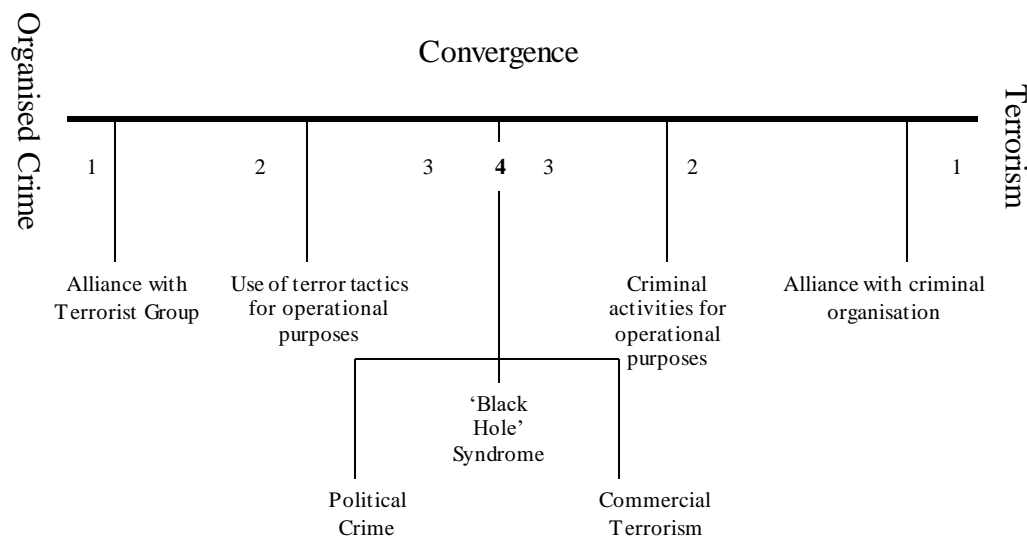 Organised Crime
Convergence
Terrorism
1
2
3
4
3
2
1
Alliance with
Terrorist Group
Use of terror tactics
for operational
purposes
Criminal
activities for
operational
purposes
Alliance with criminal
organisation
‘Black
Hole’
Syndrome
Political
Crime
Commercial
Terrorism